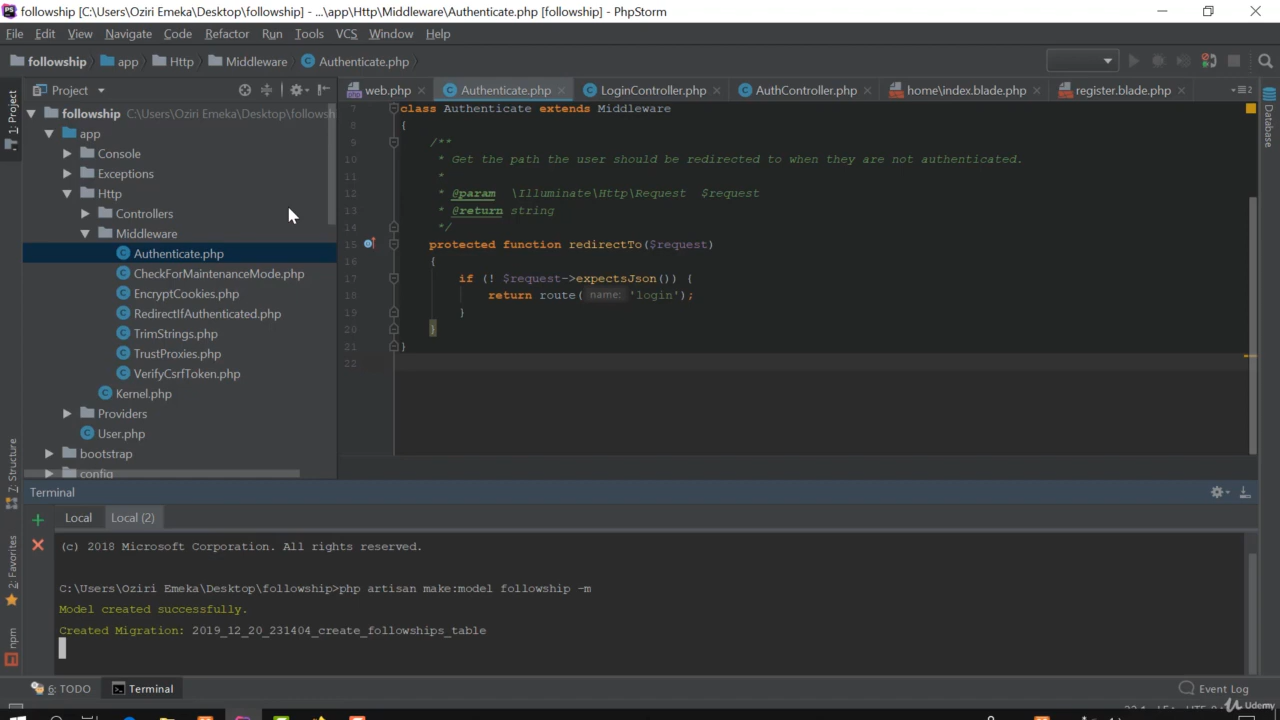 followship [C:\Users\Oziri Emeka\Desktop\followship] - ...\app\Http\Middleware\Authenticate.php [followship] - PhpStorm
File Edit View Navigate Code Refactor Run Tools VCS Window Help
followship app Http Middleware Authenticate.php
Project
web.php Authenticate.php LoginController.php AuthController.php home\index.blade.php register.blade.php
1: Project
Database
7: Structure
2: Favorites
npm
followship C:\Users\Oziri Emeka\Desktop\followsh
app
Console
Exceptions
Http
Controllers
Middleware
Authenticate.php
CheckForMaintenanceMode.php
EncryptCookies.php
RedirectIfAuthenticated.php
TrimStrings.php
TrustProxies.php
VerifyCsrfToken.php
Kernel.php
Providers
User.php
bootstrap
config
7 class Authenticate extends Middleware
8 {
9 /**
10 * Get the path the user should be redirected to when they are not authenticated.
11 *
12 * @param \Illuminate\Http\Request $request
13 * @return string
14 */
15 protected function redirectTo($request)
16 {
17 if (! $request->expectsJson()) {
18 return route( name: 'login');
19 }
20 }
21 }
22
Terminal
Local Local (2)
(c) 2018 Microsoft Corporation. All rights reserved.
C:\Users\Oziri Emeka\Desktop\followship>php artisan make:model followship -m
Model created successfully.
Created Migration: 2019_12_20_231404_create_followships_table
6: TODO Terminal Event Log
Udemy